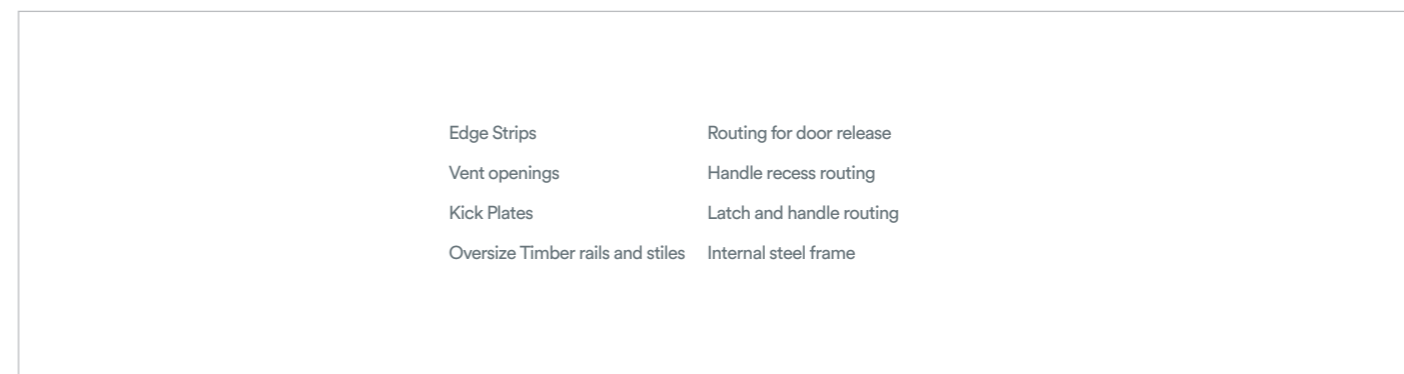 Edge Strips
Routing for door release
Vent openings
Handle recess routing
Kick Plates
Latch and handle routing
Oversize Timber rails and stiles
Internal steel frame